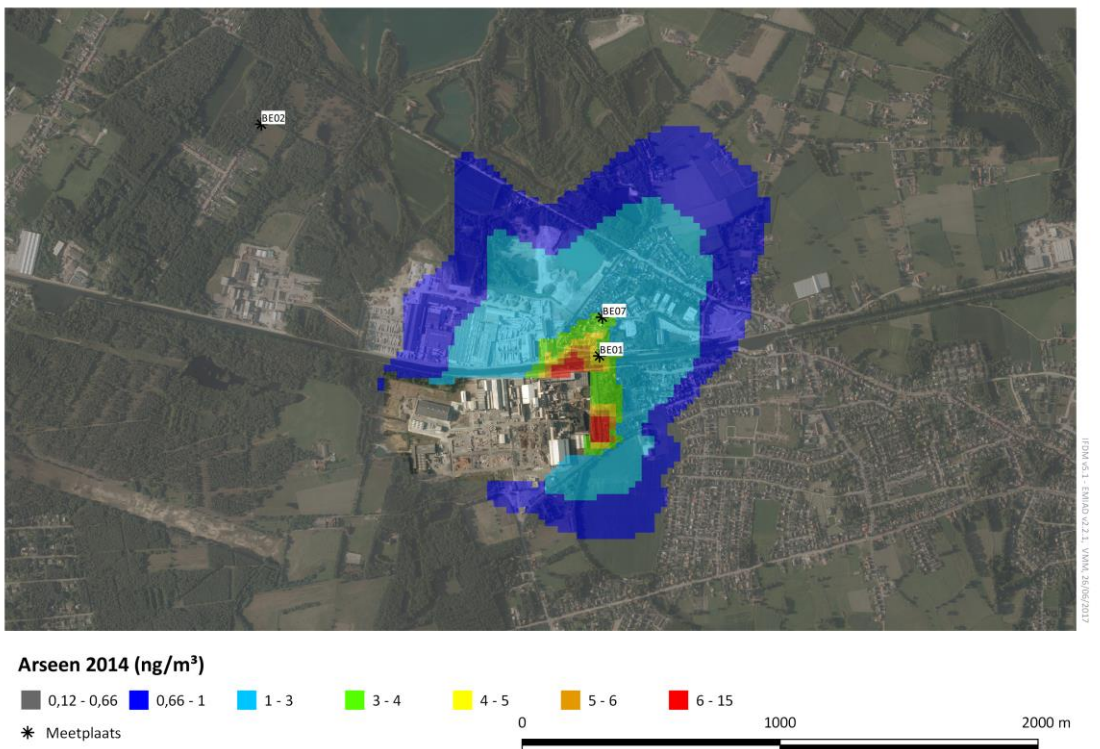 BE02
BE07
BE01
IFDM v5.1 - EMIAD v2.2.1, VMM, 26/06/2017
Arseen 2014 (ng/m³)
0,12 - 0,66 0,66 - 1 1 - 3 3 - 4 4 - 5 5 - 6 6 - 15
Meetplaats
0 1000 2000 m